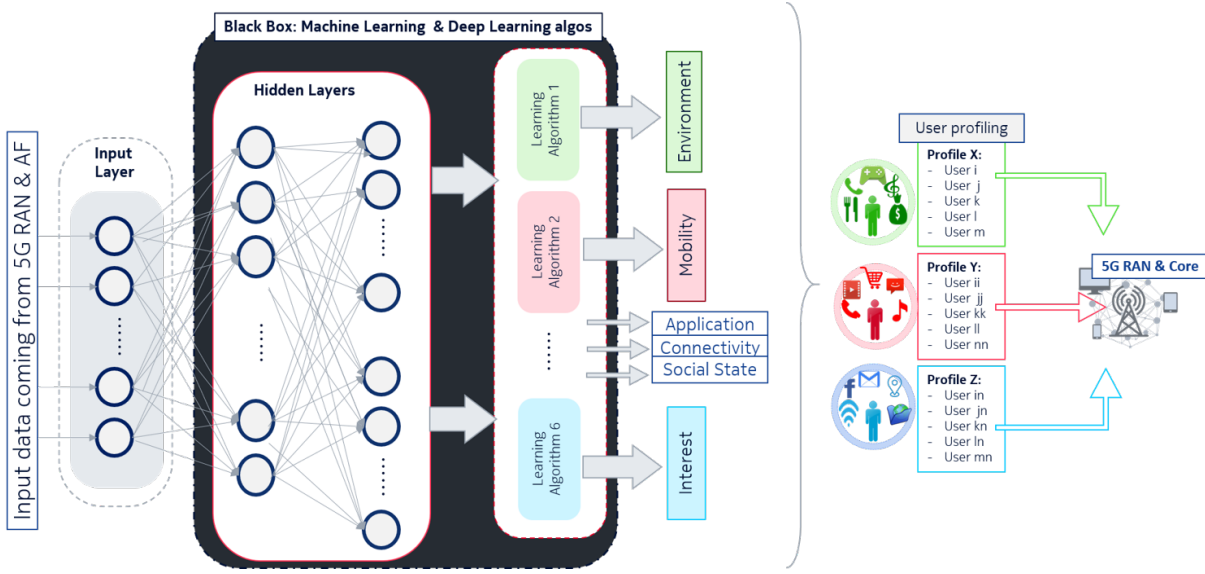 Black Box: Machine Learning & Deep Learning algos
Input data coming from 5G RAN & AF
Input
Layer
Hidden Layers
Learning
Algorithm 1
Learning
Algorithm 2
Learning
Algorithm 6
Environment
Mobility
Application
Connectivity
Social State
Interest
User profiling
Profile X:
- User i
- User j
- User k
- User l
- User m
Profile Y:
- User ii
- User jj
- User kk
- User ll
- User nn
Profile Z:
- User in
- User jn
- User kn
- User ln
- User mn
5G RAN & Core